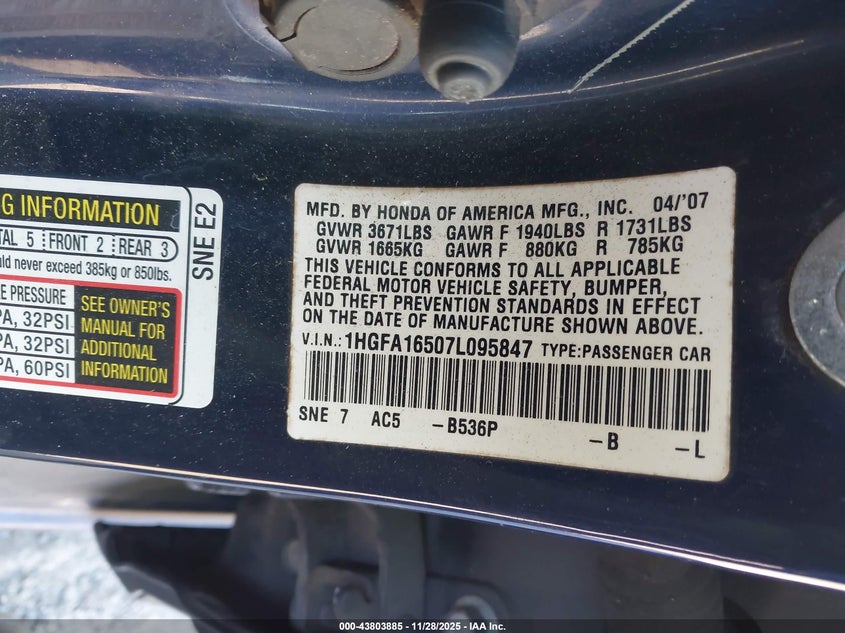 G INFORMATION
TAL 5 FRONT 2 REAR 3
uld never exceed 385kg or 850lbs.
E PRESSURE
PA, 32PSI
PA, 32PSI
PA, 60PSI
SEE OWNER'S
MANUAL FOR
ADDITIONAL
INFORMATION
SNE E2
MFD. BY HONDA OF AMERICA MFG., INC. 04/'07
GVWR 3671LBS GAWR F 1940LBS R 1731LBS
GVWR 1665KG GAWR F 880KG R 785KG
THIS VEHICLE CONFORMS TO ALL APPLICABLE
FEDERAL MOTOR VEHICLE SAFETY, BUMPER,
AND THEFT PREVENTION STANDARDS IN EFFECT
ON THE DATE OF MANUFACTURE SHOWN ABOVE.
V.I.N.: 1HGFA16507L095847 TYPE:PASSENGER CAR
SNE 7 AC5 -B536P -B -L
000-43803885 - 11/28/2025 - IAA Inc.